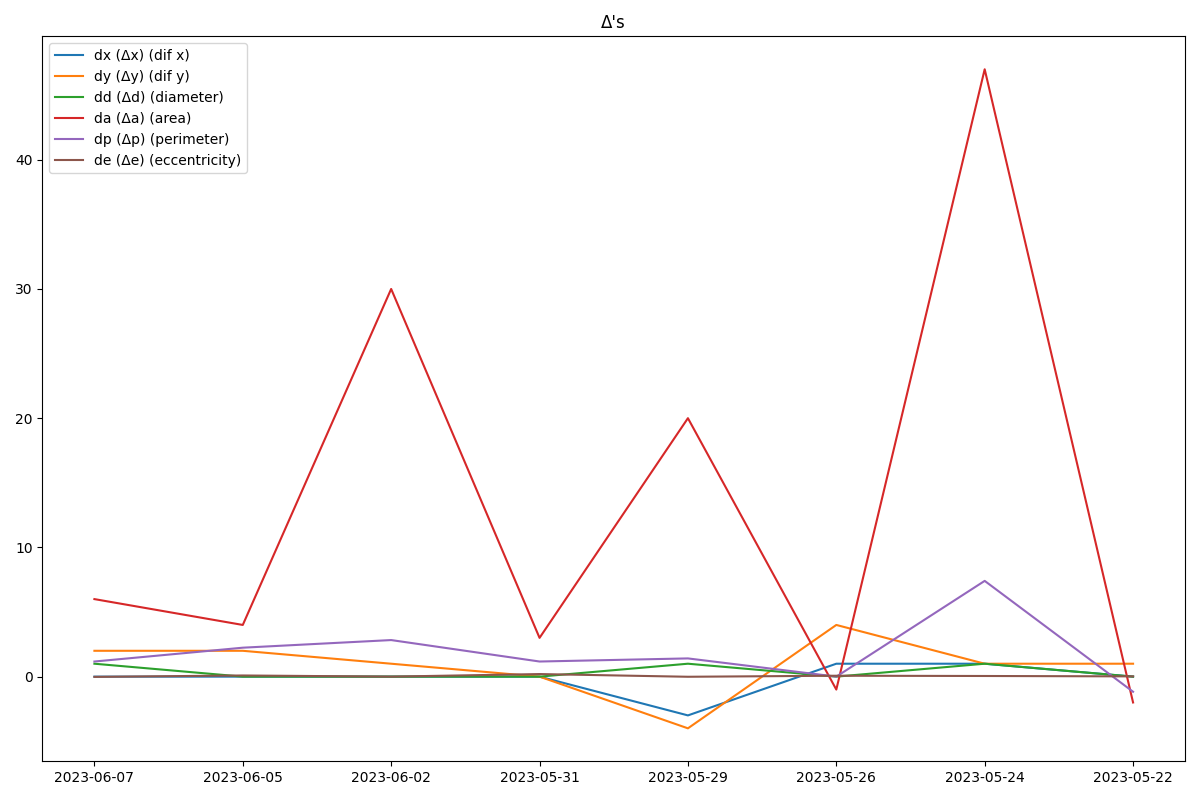 Δ's
dx (Δx) (dif x)
dy (Δy) (dif y)
dd (Δd) (diameter)
da (Δa) (area)
dp (Δp) (perimeter)
de (Δe) (eccentricity)
40
30
20
10
0
2023-06-07 2023-06-05 2023-06-02 2023-05-31 2023-05-29 2023-05-26 2023-05-24 2023-05-22